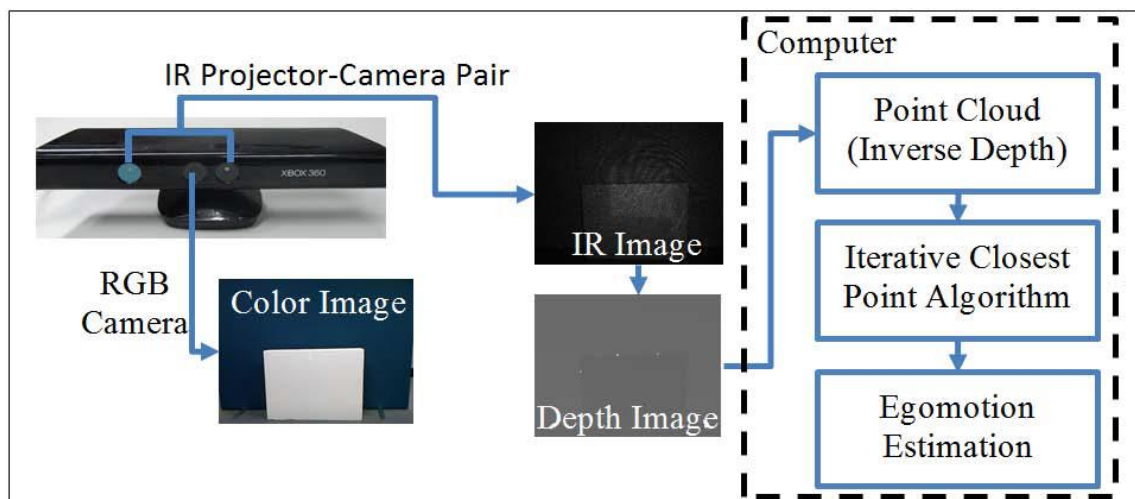 IR Projector-Camera Pair
XBOX 360
RGB
Camera
Color Image
IR Image
Depth Image
Computer
Point Cloud
(Inverse Depth)
Iterative Closest
Point Algorithm
Egomotion
Estimation